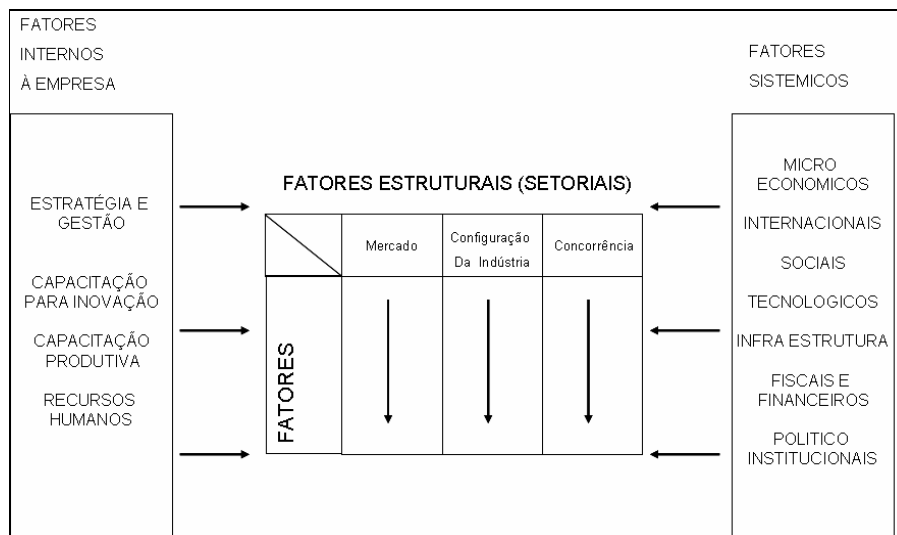 FATORES
INTERNOS
À EMPRESA
ESTRATÉGIA E
GESTÃO
CAPACITAÇÃO
PARA INOVAÇÃO
CAPACITAÇÃO
PRODUTIVA
RECURSOS
HUMANOS
FATORES ESTRUTURAIS (SETORIAIS)
Mercado
Configuração
Da Indústria
Concorrência
FATORES
FATORES
SISTEMICOS
MICRO
ECONOMICOS
INTERNACIONAIS
SOCIAIS
TECNOLOGICOS
INFRA ESTRUTURA
FISCAIS E
FINANCEIROS
POLITICO
INSTITUCIONAIS